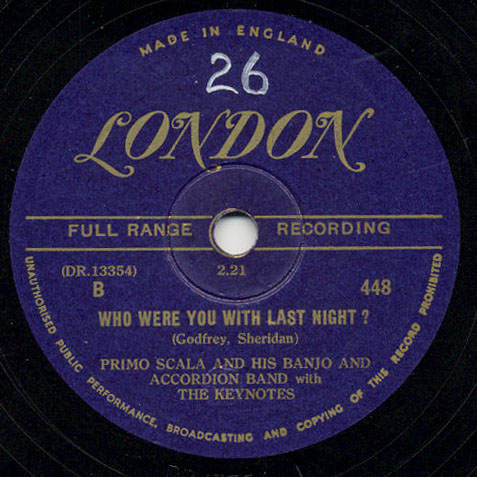 MADE IN ENGLAND
26
LONDON
FULL RANGE RECORDING
(DR.13354) 2.21
B 448
WHO WERE YOU WITH LAST NIGHT ?
(Godfrey, Sheridan)
PRIMO SCALA AND HIS BANJO AND
ACCORDION BAND with
THE KEYNOTES
UNAUTHORISED PUBLIC PERFORMANCE, BROADCASTING AND COPYING OF THIS RECORD PROHIBITED